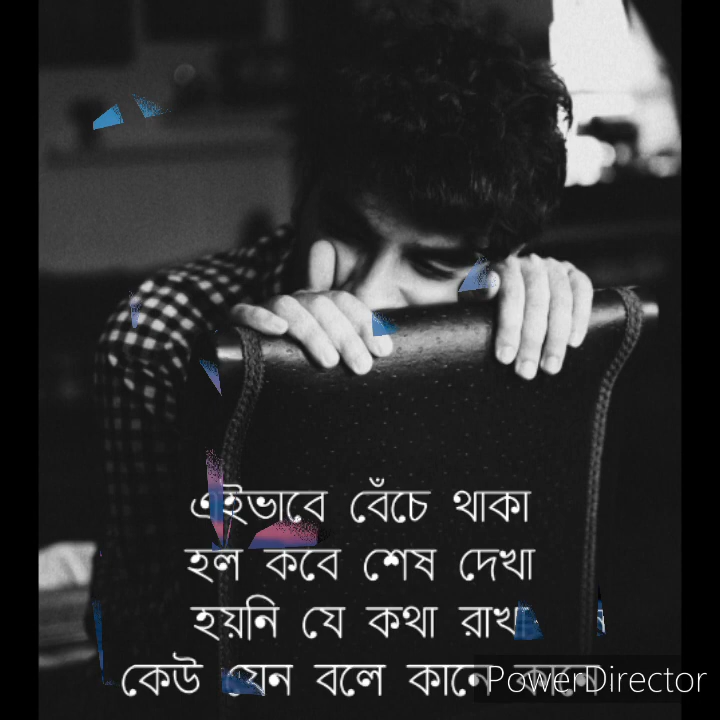 এইভাবে বেঁচে থাকা
হল কবে শেষ দেখা
হয়নি যে কথা রাখা
কেউ যেন বলে কানে কানে
PowerDirector